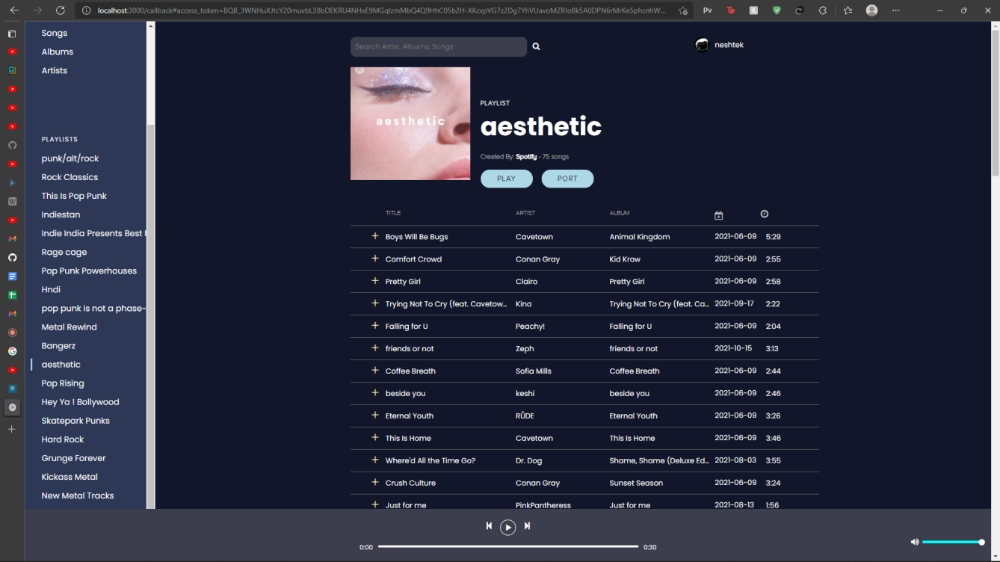 localhost:3000/callback#access_token=BQB_3WNHuXJtcY20muvbL38bDEKRU4NHxE9MGqlzmMbQ4Q9HhC05b2H-XKcxpVG7z2Dg7YhVUavoMZRlo8k5A0DPN6rMrKe5phcnhW...
Songs
Albums
Artists
PLAYLISTS
punk/alt/rock
Rock Classics
This Is Pop Punk
Indiestan
Indie India Presents Best I
Rage cage
Pop Punk Powerhouses
Hndi
pop punk is not a phase~
Metal Rewind
Bangerz
aesthetic
Pop Rising
Hey Ya ! Bollywood
Skatepark Punks
Hard Rock
Grunge Forever
Kickass Metal
New Metal Tracks
Search Artist, Albums, Songs
neshtek
aesthetic
PLAYLIST
aesthetic
Created By: Spotify - 75 songs
PLAY PORT
TITLE ARTIST ALBUM
+ Boys Will Be Bugs Cavetown Animal Kingdom 2021-06-09 5:29
+ Comfort Crowd Conan Gray Kid Krow 2021-06-09 2:55
+ Pretty Girl Clairo Pretty Girl 2021-06-09 2:58
+ Trying Not To Cry (feat. Cavetow... Kina Trying Not To Cry (feat. Ca... 2021-09-17 2:22
+ Falling for U Peachy! Falling for U 2021-06-09 2:04
+ friends or not Zeph friends or not 2021-10-15 3:13
+ Coffee Breath Sofia Mills Coffee Breath 2021-06-09 2:44
+ beside you keshi beside you 2021-06-09 2:46
+ Eternal Youth RŮDE Eternal Youth 2021-06-09 3:26
+ This Is Home Cavetown This Is Home 2021-06-09 3:46
+ Where'd All the Time Go? Dr. Dog Shame, Shame (Deluxe Ed... 2021-08-03 3:55
+ Crush Culture Conan Gray Sunset Season 2021-06-09 3:24
+ Just for me PinkPantheress Just for me 2021-08-13 1:56
0:00 0:30